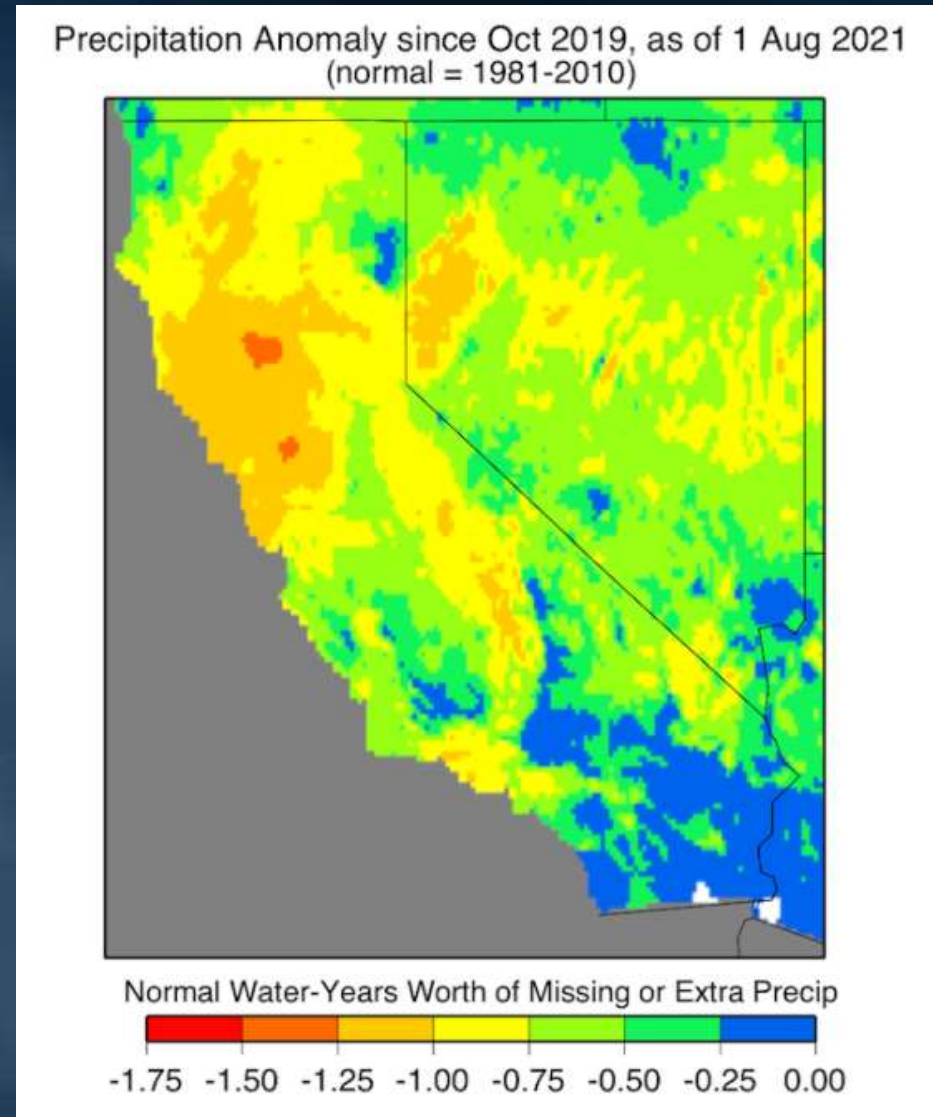 Precipitation Anomaly since Oct 2019, as of 1 Aug 2021
(normal = 1981-2010)
Normal Water-Years Worth of Missing or Extra Precip
-1.75 -1.50 -1.25 -1.00 -0.75 -0.50 -0.25 0.00